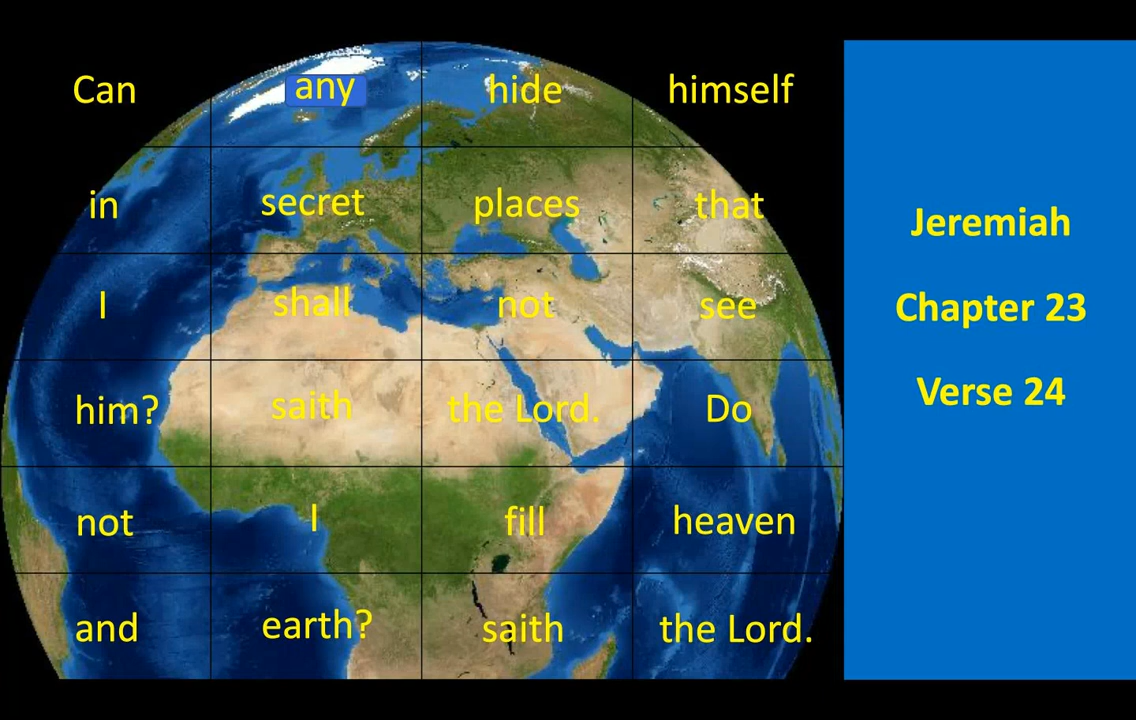 Can any hide himself
in secret places that
I shall not see
him? saith the Lord. Do
not I fill heaven
and earth? saith the Lord.
Jeremiah
Chapter 23
Verse 24